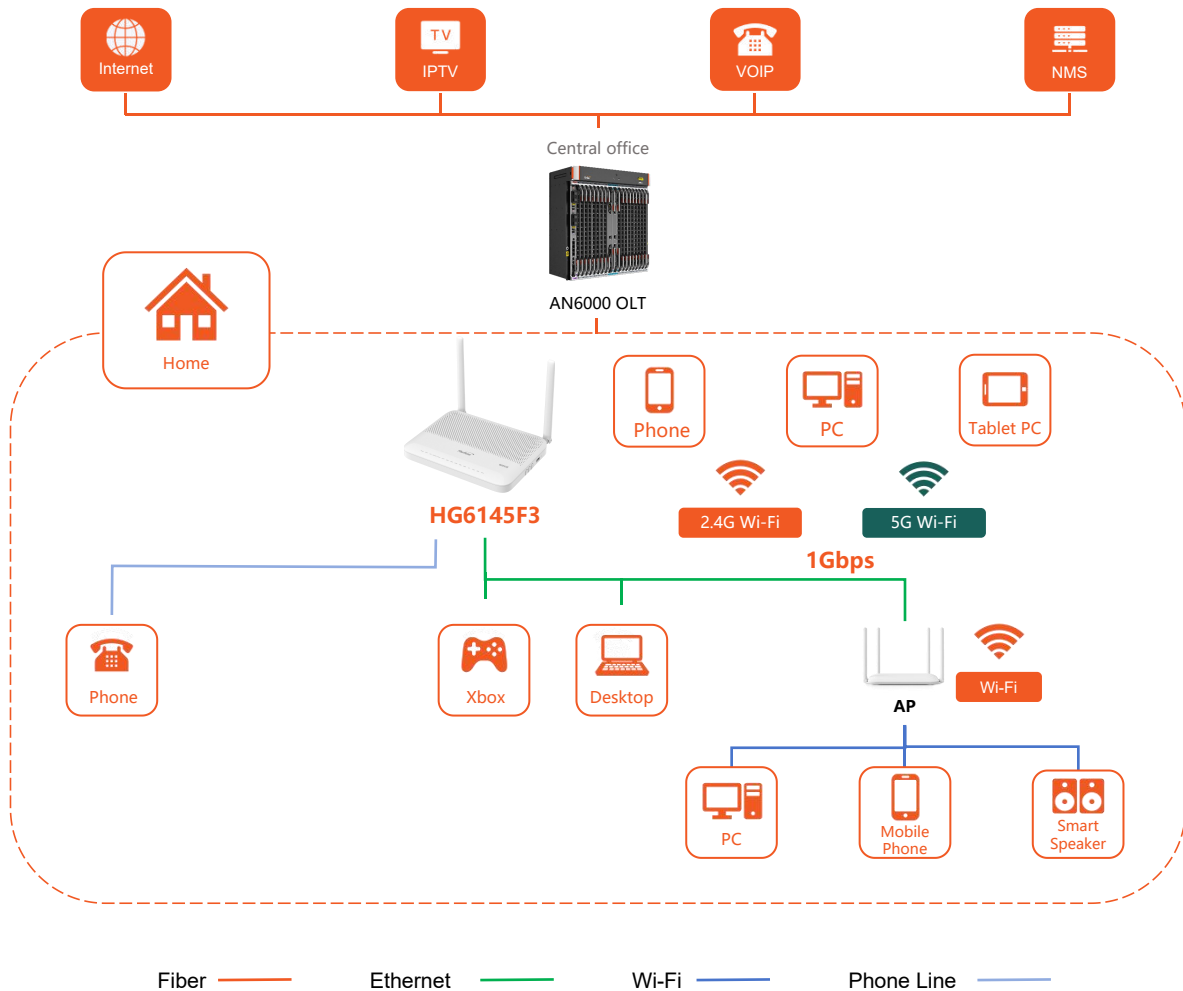 Internet
TV
IPTV
VOIP
NMS
Central office
AN6000 OLT
Home
Phone
PC
Tablet PC
HG6145F3
2.4G Wi-Fi
5G Wi-Fi
1Gbps
Phone
Xbox
Desktop
AP
Wi-Fi
PC
Mobile
Phone
Smart
Speaker
Fiber
Ethernet
Wi-Fi
Phone Line